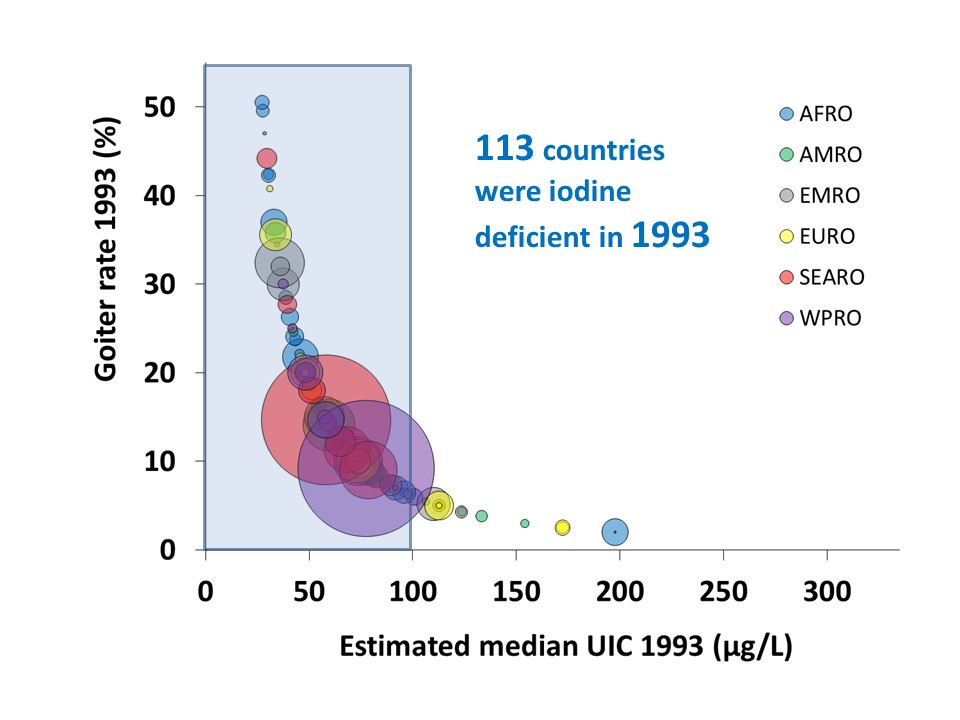 113 countries
were iodine
deficient in 1993
AFRO
AMRO
EMRO
EURO
SEARO
WPRO
Goiter rate 1993 (%)
50
40
30
20
10
0
0 50 100 150 200 250 300
Estimated median UIC 1993 (µg/L)